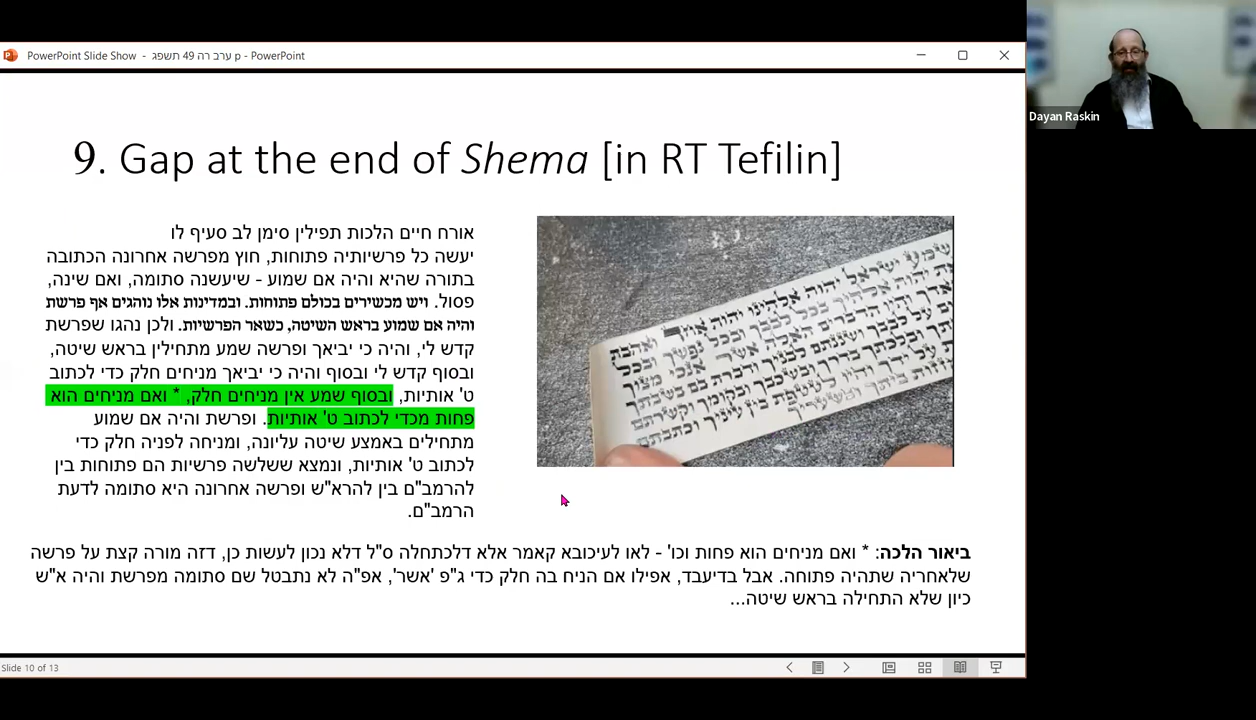 PowerPoint Slide Show - ערב רה 49 תשפג p - PowerPoint
Dayan Raskin
9. Gap at the end of Shema [in RT Tefilin]
אורח חיים הלכות תפילין סימן לב סעיף לו
יעשה כל פרשיותיה פתוחות, חוץ מפרשה אחרונה הכתובה
בתורה שהיא והיה אם שמוע - שיעשנה סתומה, ואם שינה,
פסול. ויש מכשירים בכולם פתוחות. ובמדינות אלו נוהגים אף פרשת
והיה אם שמוע בראש השיטה, כשאר הפרשיות. ולכן נהגו שפרשת
קדש לי, והיה כי יביאך ופרשה שמע מתחילין בראש שיטה,
ובסוף קדש לי ובסוף והיה כי יביאך מניחים חלק כדי לכתוב
ט' אותיות, ובסוף שמע אין מניחים חלק, * ואם מניחים הוא
פחות מכדי לכתוב ט' אותיות. ופרשת והיה אם שמוע
מתחילים באמצע שיטה עליונה, ומניחה לפניה חלק כדי
לכתוב ט' אותיות, ונמצא ששלשה פרשיות הם פתוחות בין
להרמב"ם בין להרא"ש ופרשה אחרונה היא סתומה לדעת
הרמב"ם.
שמע ישראל יהוה אלהינו יהוה אחד ואהבת
ביאור הלכה: * ואם מניחים הוא פחות וכו' - לאו לעיכובא קאמר אלא דלכתחלה ס"ל דלא נכון לעשות כן, דזה מורה קצת על פרשה
שלאחריה שתהיה פתוחה. אבל בדיעבד, אפילו אם הניח בה חלק כדי ג"פ 'אשר', אפ"ה לא נתבטל שם סתומה מפרשת והיה א"ש
כיון שלא התחילה בראש שיטה...
Slide 10 of 13